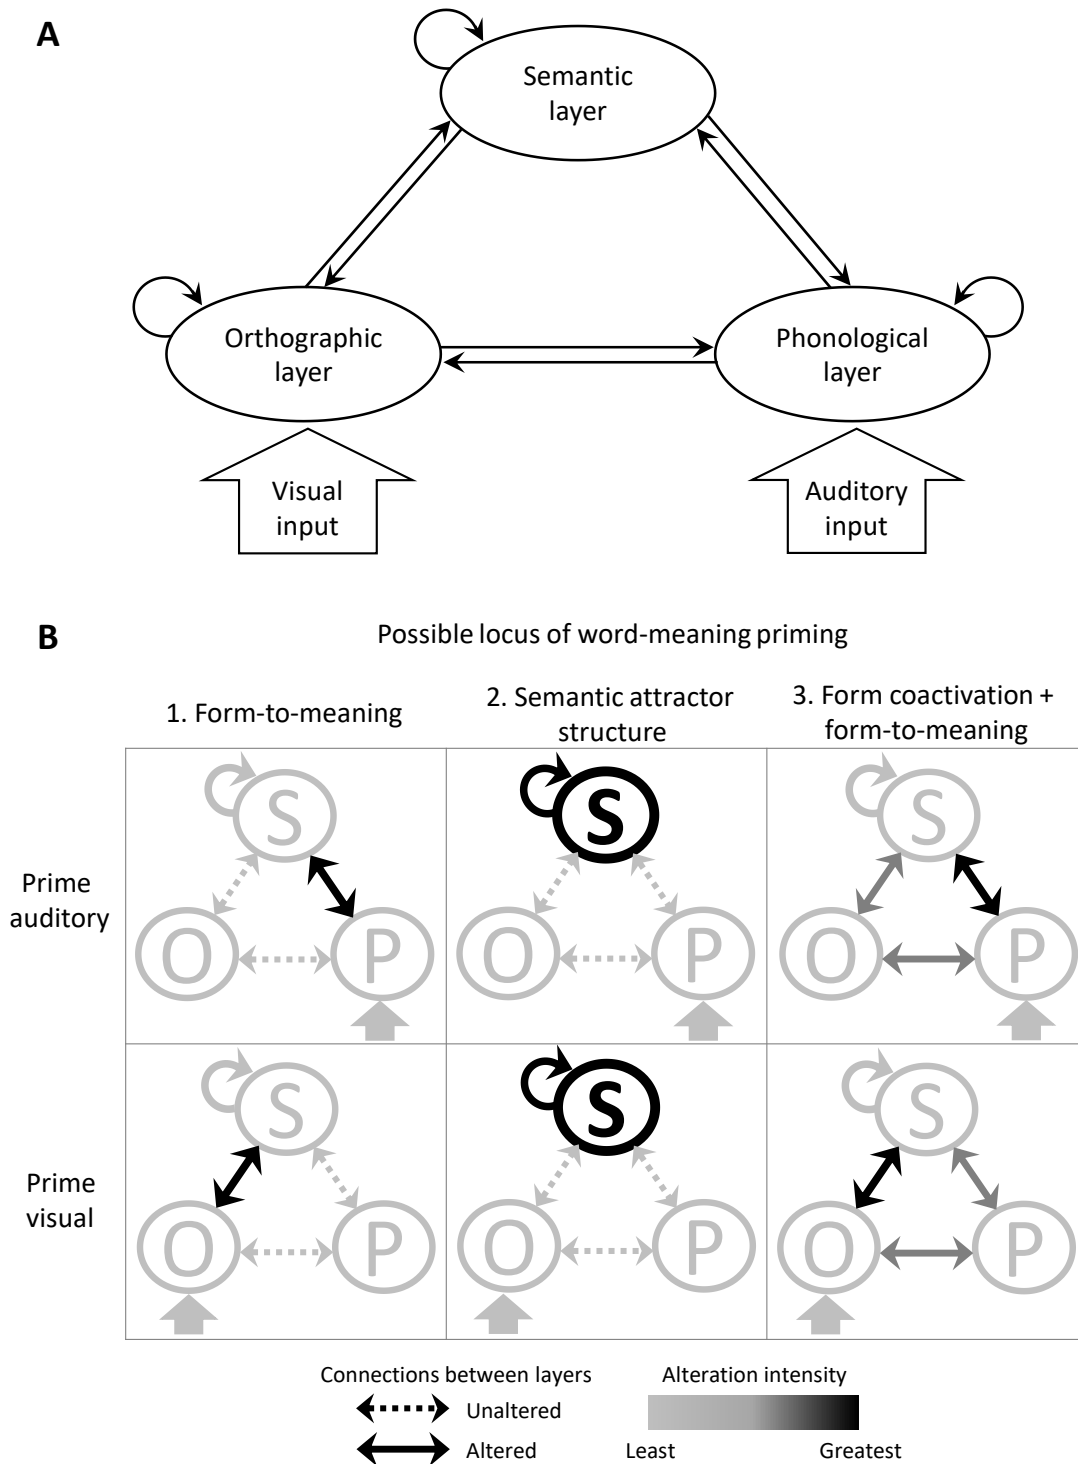 A
Semantic
layer
Orthographic
layer
Phonological
layer
Visual
input
Auditory
input
B
Possible locus of word-meaning priming
1. Form-to-meaning
2. Semantic attractor
structure
3. Form coactivation +
form-to-meaning
Prime
auditory
S
O
P
S
O
P
S
O
P
Prime
visual
S
O
P
S
O
P
S
O
P
Connections between layers
Unaltered
Altered
Alteration intensity
Least
Greatest